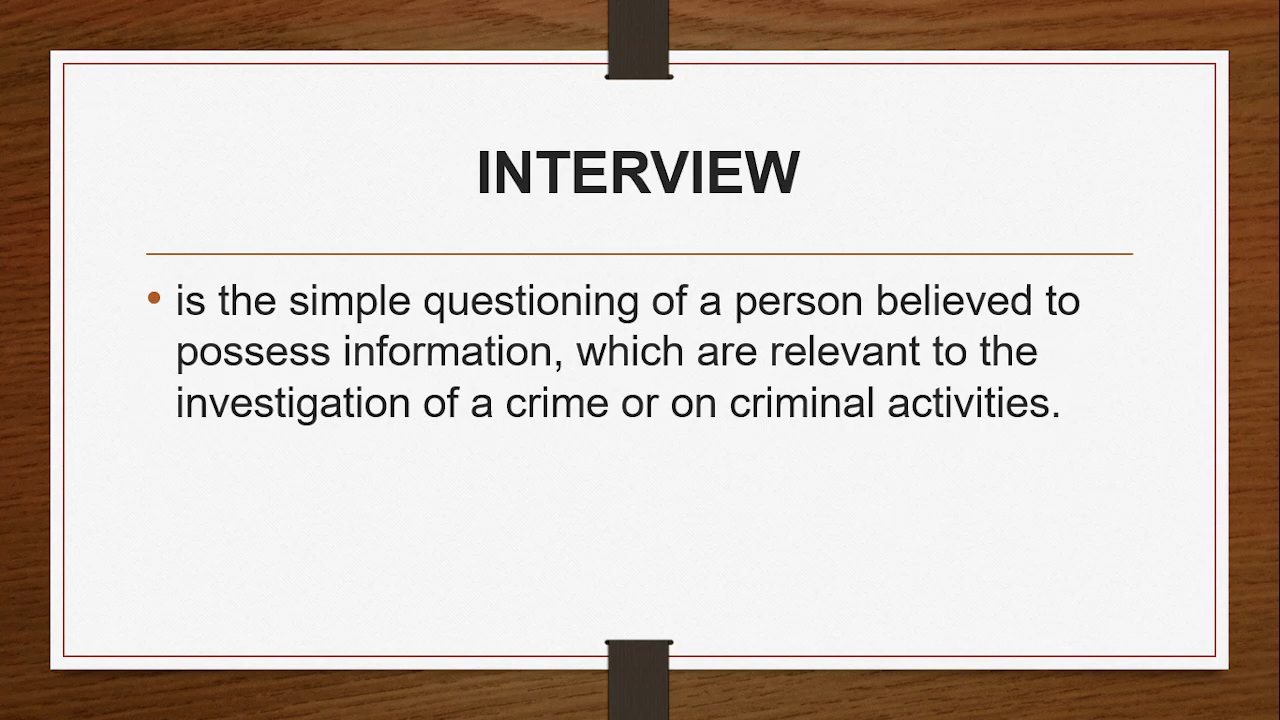 INTERVIEW
• is the simple questioning of a person believed to
possess information, which are relevant to the
investigation of a crime or on criminal activities.